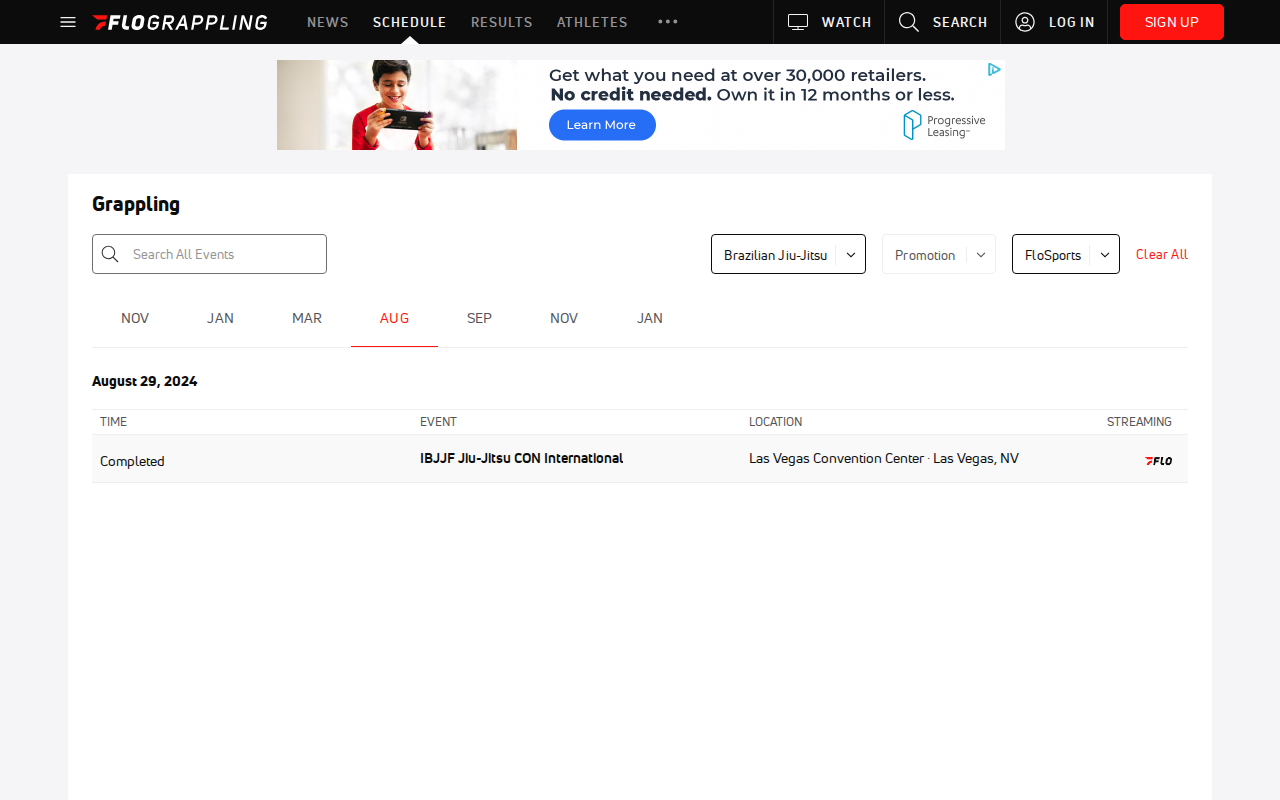 FLOGRAPPLING NEWS SCHEDULE RESULTS ATHLETES WATCH SEARCH LOG IN SIGN UP
Get what you need at over 30,000 retailers.
No credit needed. Own it in 12 months or less.
Learn More
Progressive
Leasing
Grappling
Search All Events Brazilian Jiu-Jitsu Promotion FloSports Clear All
NOV JAN MAR AUG SEP NOV JAN
August 29, 2024
TIME EVENT LOCATION STREAMING
Completed IBJJF Jiu-Jitsu CON International Las Vegas Convention Center · Las Vegas, NV FLO